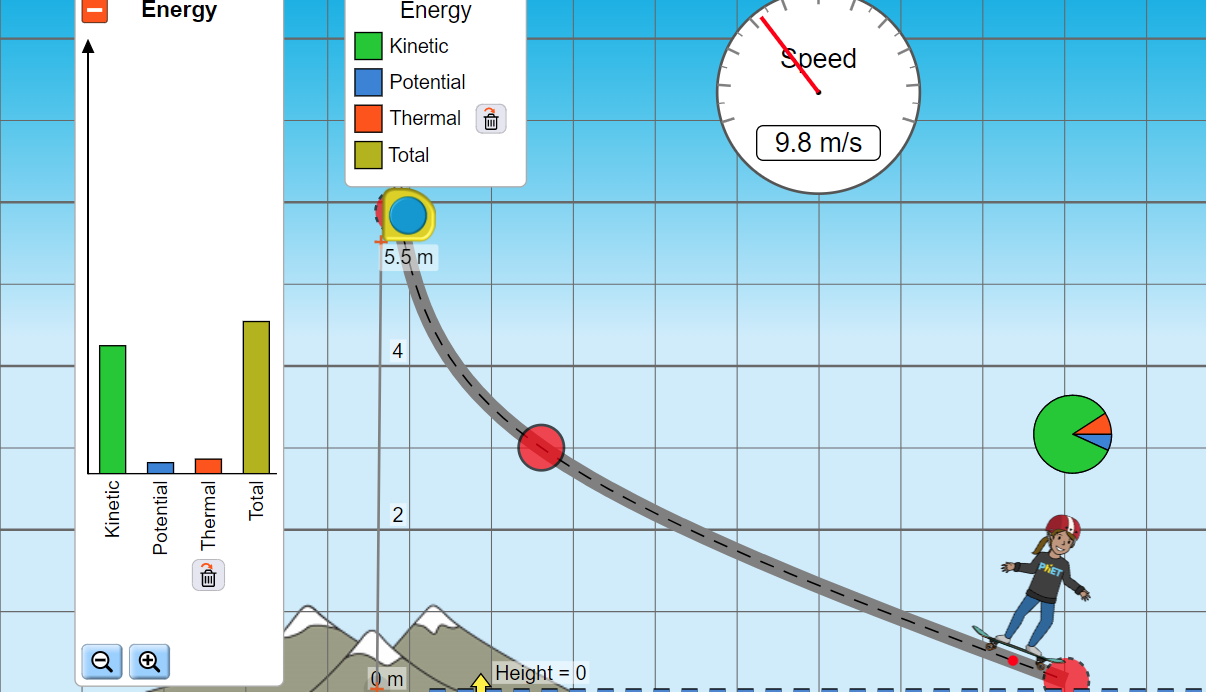 Energy
Kinetic
Potential
Thermal
Total
Energy
Kinetic
Potential
Thermal
Total
Speed
9.8 m/s
5.5 m
4
2
PhET
0 m
Height = 0